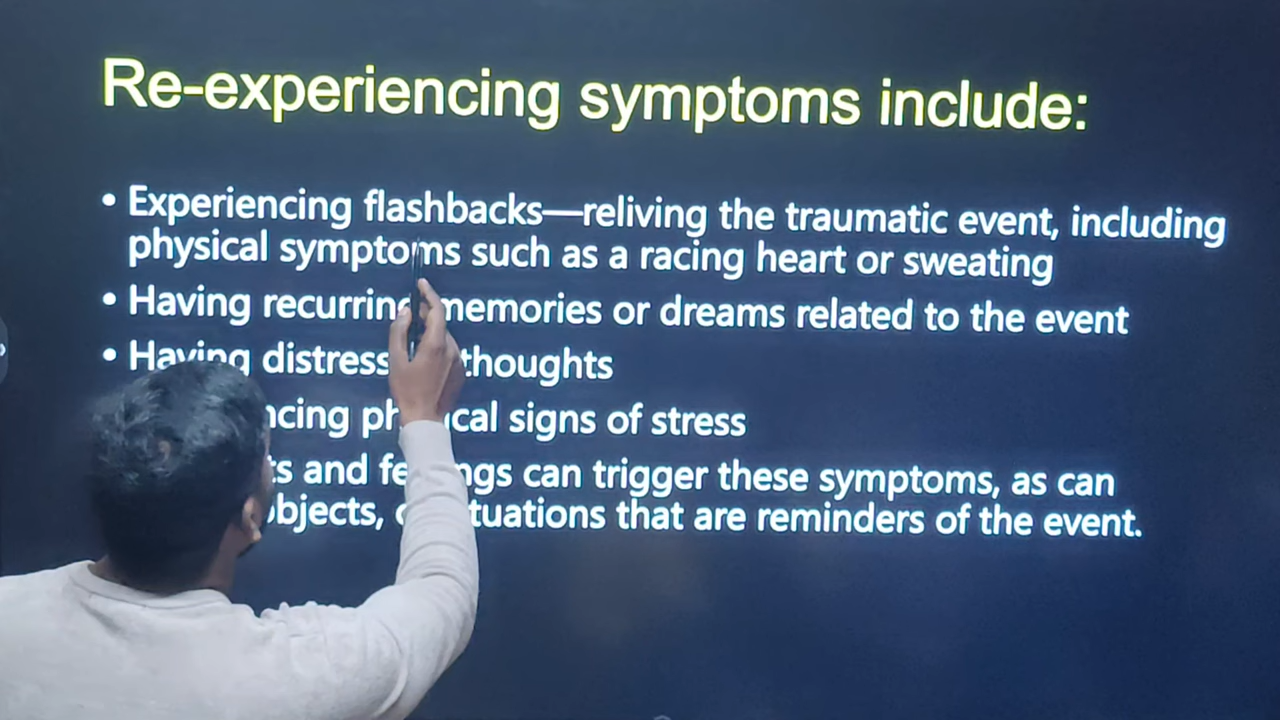 Re-experiencing symptoms include:
• Experiencing flashbacks—reliving the traumatic event, including
physical symptoms such as a racing heart or sweating
• Having recurring memories or dreams related to the event
• Having thoughts
signs of stress
and can trigger these symptoms, as can
that are reminders of the event.